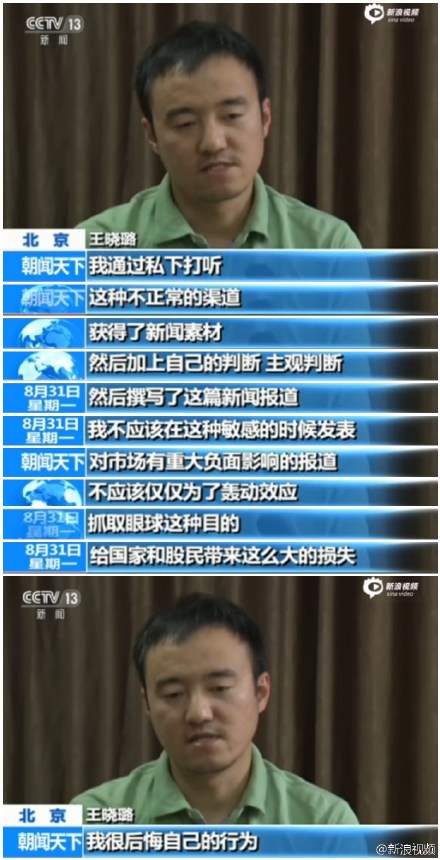 CCTV 13
新闻
新浪视频
sina video
北京 王晓璐
朝闻天下 我通过私下打听
朝闻天下 这种不正常的渠道
获得了新闻素材
然后加上自己的判断 主观判断
8月31日 星期一 然后撰写了这篇新闻报道
8月31日 星期一 我不应该在这种敏感的时候发表
朝闻天下 对市场有重大负面影响的报道
不应该仅仅为了轰动效应
8月31日 星期一 抓取眼球这种目的
8月31日 星期一 给国家和股民带来这么大的损失
CCTV 13
新闻
新浪视频
sina video
北京 王晓璐
朝闻天下 我很后悔自己的行为
@新浪视频